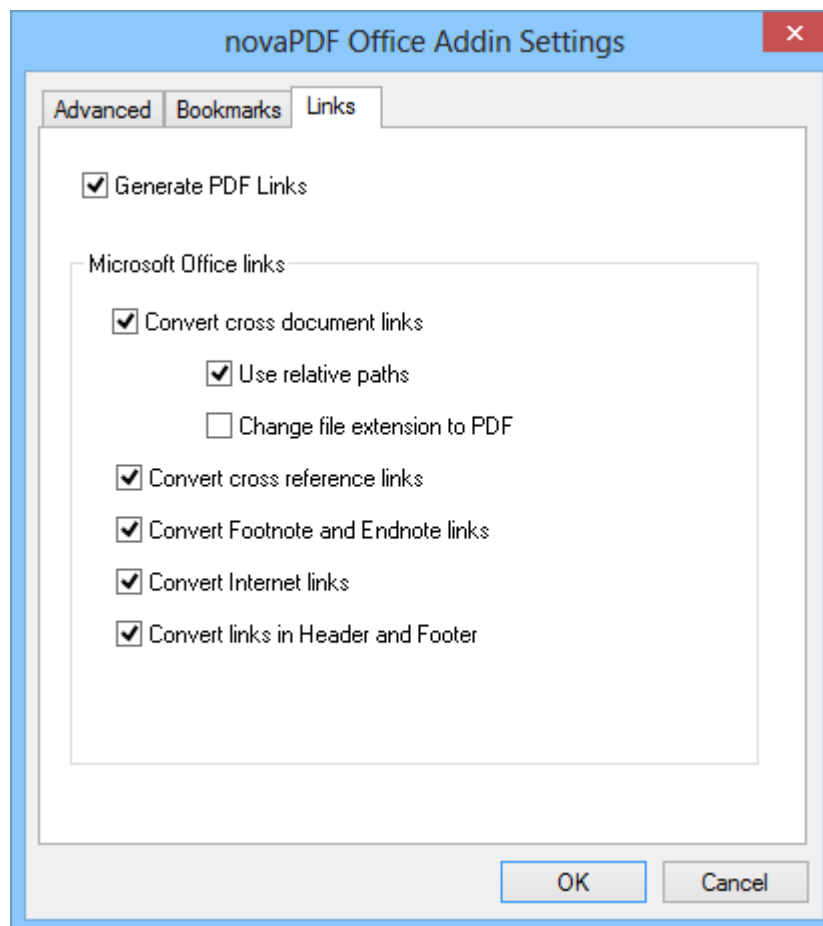 novaPDF Office Addin Settings
Advanced Bookmarks Links
Generate PDF Links
Microsoft Office links
Convert cross document links
Use relative paths
Change file extension to PDF
Convert cross reference links
Convert Footnote and Endnote links
Convert Internet links
Convert links in Header and Footer
OK Cancel